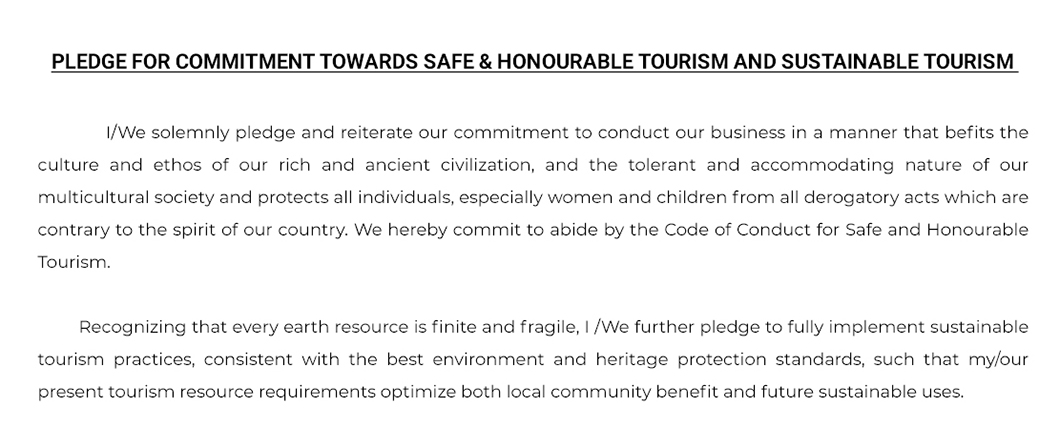 PLEDGE FOR COMMITMENT TOWARDS SAFE & HONOURABLE TOURISM AND SUSTAINABLE TOURISM
I/We solemnly pledge and reiterate our commitment to conduct our business in a manner that befits the
culture and ethos of our rich and ancient civilization, and the tolerant and accommodating nature of our
multicultural society and protects all individuals, especially women and children from all derogatory acts which are
contrary to the spirit of our country. We hereby commit to abide by the Code of Conduct for Safe and Honourable
Tourism.
Recognizing that every earth resource is finite and fragile, I /We further pledge to fully implement sustainable
tourism practices, consistent with the best environment and heritage protection standards, such that my/our
present tourism resource requirements optimize both local community benefit and future sustainable uses.